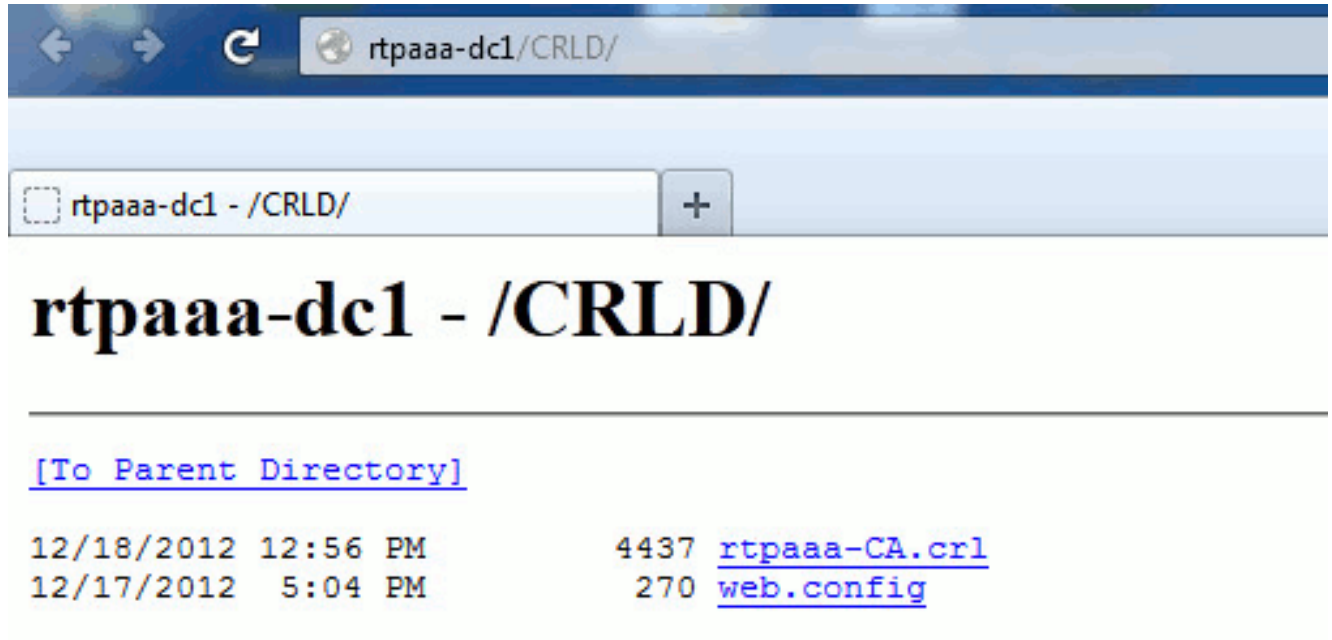 rtpaaa-dc1/CRLD/
rtpaaa-dc1 - /CRLD/
+
rtpaaa-dc1 - /CRLD/
[To Parent Directory]
12/18/2012 12:56 PM 4437 rtpaaa-CA.crl
12/17/2012 5:04 PM 270 web.config